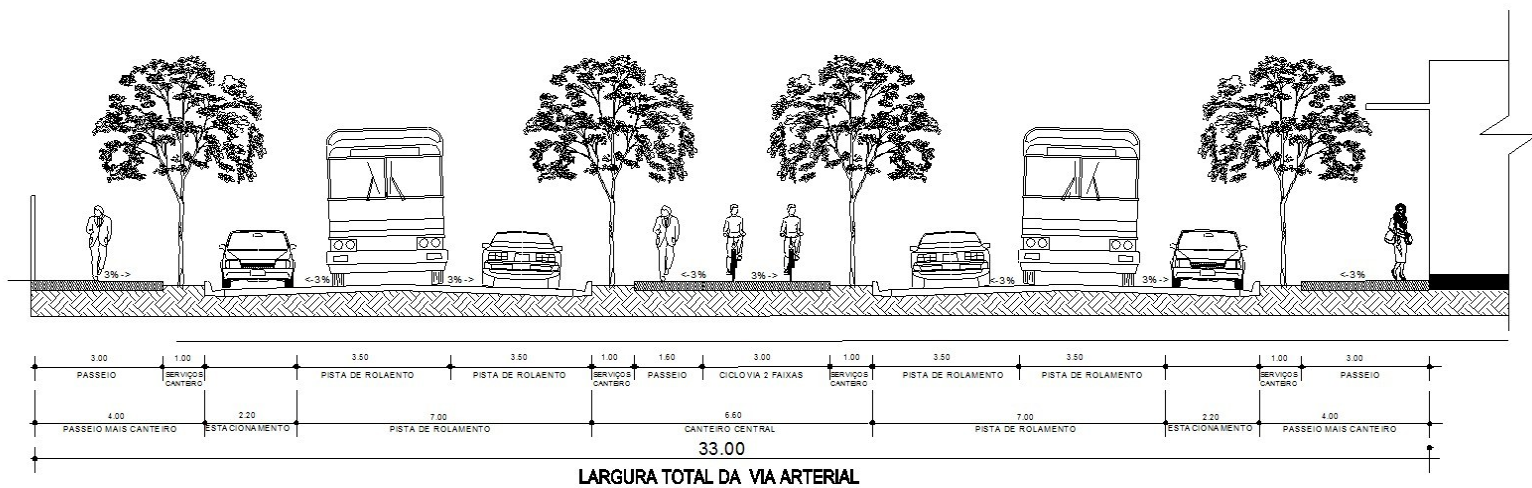 3% ->
<-3%
3% ->
<-3%
3% ->
<-3%
3% ->
<-3%
3.00
1.00
3.50
3.50
1.00
1.60
3.00
1.00
3.50
3.50
1.00
3.00
PASSEIO
SERVIÇOS
CANTEIRO
PISTA DE ROLAENTO
PISTA DE ROLAENTO
SERVIÇOS
CANTEIRO
PASSEIO
CICLOVIA 2 FAIXAS
SERVIÇOS
CANTEIRO
PISTA DE ROLAMENTO
PISTA DE ROLAMENTO
SERVIÇOS
CANTEIRO
PASSEIO
4.00
2.20
7.00
6.60
7.00
2.20
4.00
PASSEIO MAIS CANTEIRO
ESTACIONAMENTO
PISTA DE ROLAMENTO
CANTEIRO CENTRAL
PISTA DE ROLAMENTO
ESTACIONAMENTO
PASSEIO MAIS CANTEIRO
33.00
LARGURA TOTAL DA VIA ARTERIAL